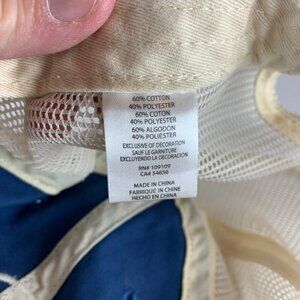 60% COTTON
40% POLYESTER
60% COTON
40% POLYESTER
60% ALGODON
40% POLIESTER
EXCLUSIVE OF DECORATION
SAUF LE GARNITURE
EXCLUYENDO LA DECORACION
RN# 109109
CA# 54656
MADE IN CHINA
FABRIQUE IN CHINE
HECHO EN CHINA